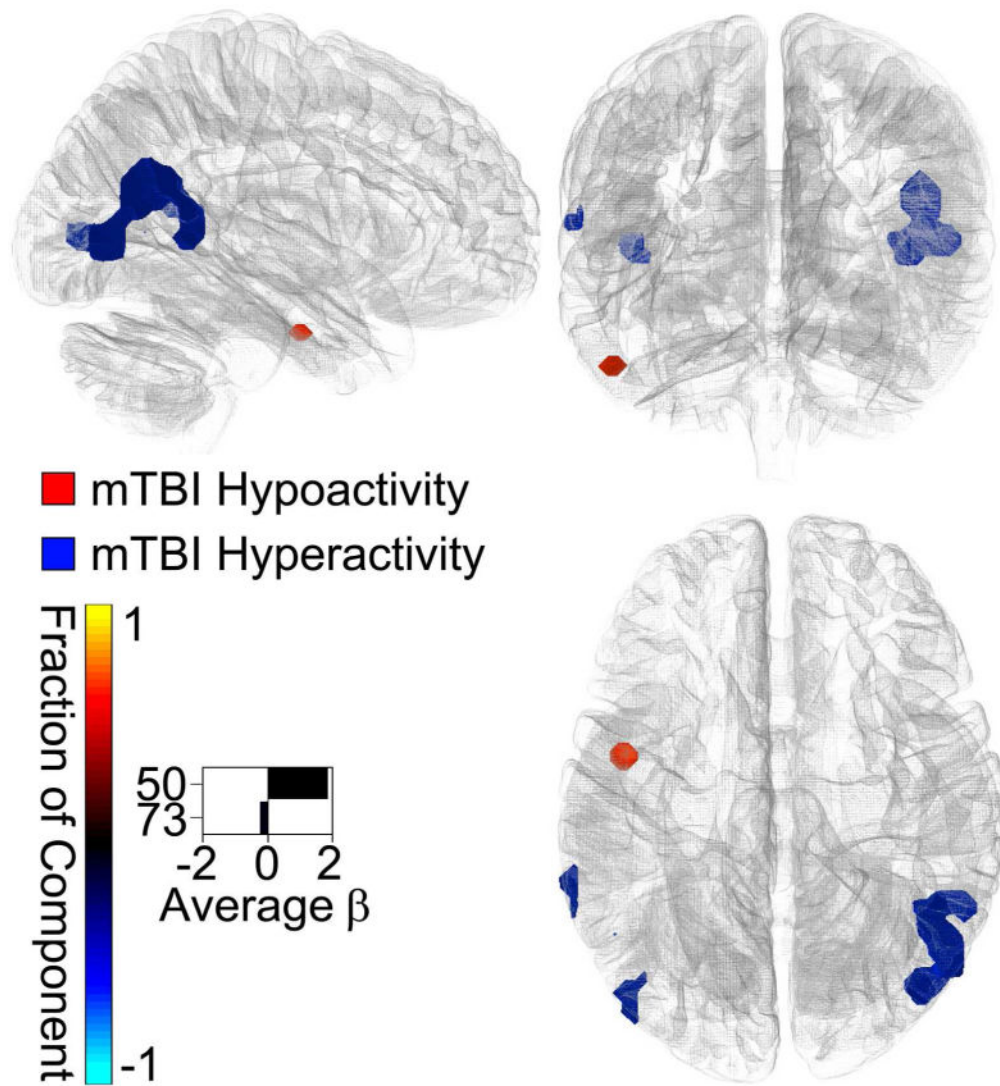 mTBI Hypoactivity
mTBI Hyperactivity
Fraction of Component
1
-1
50
73
-2 0 2
Average β